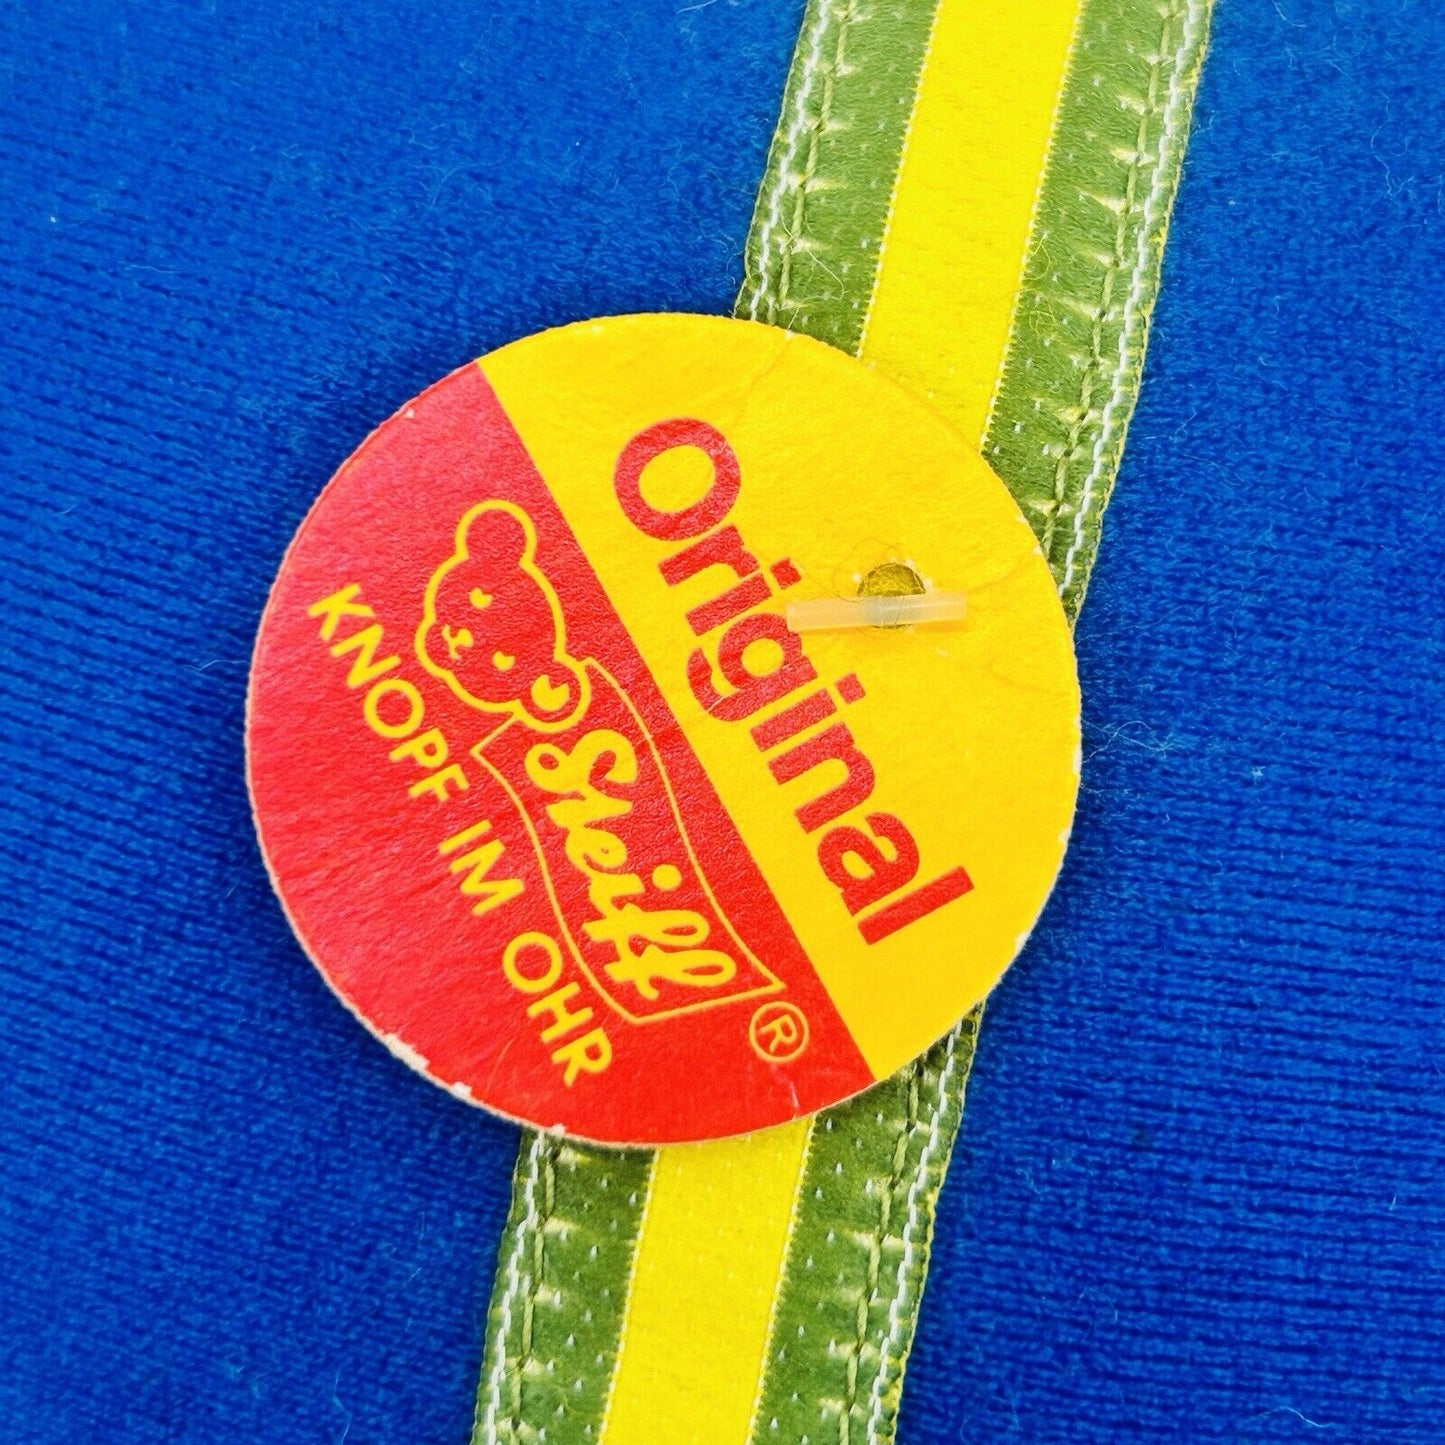 Original
Steiff ®
KNOPF IM OHR